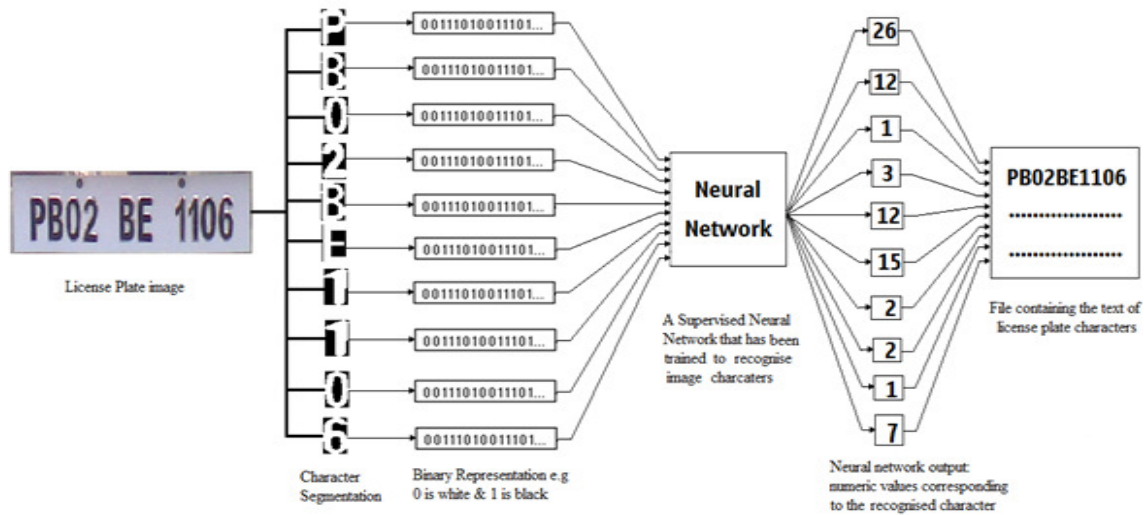 PB02 BE 1106
License Plate image
P
B
0
2
B
E
1
1
0
6
Character
Segmentation
00111010011101...
00111010011101...
00111010011101...
00111010011101...
00111010011101...
00111010011101...
00111010011101...
00111010011101...
00111010011101...
00111010011101...
Binary Representation e.g
0 is white & 1 is black
Neural
Network
A Supervised Neural
Network that has been
trained to recognise
image charcaters
26
12
1
3
12
15
2
2
1
7
Neural network output:
numeric values corresponding
to the recognised character
PB02BE1106
....................
....................
File containing the text of
license plate characters